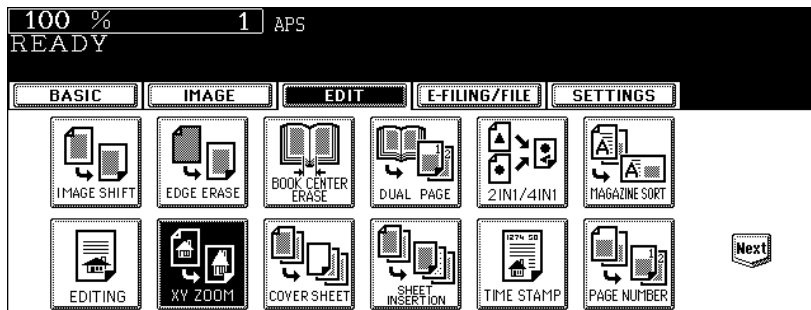 100 % 1 APS
READY
BASIC IMAGE EDIT E-FILING/FILE SETTINGS
IMAGE SHIFT EDGE ERASE BOOK CENTER ERASE DUAL PAGE 2IN1/4IN1 MAGAZINE SORT
EDITING XY ZOOM COVER SHEET SHEET INSERTION TIME STAMP PAGE NUMBER Next